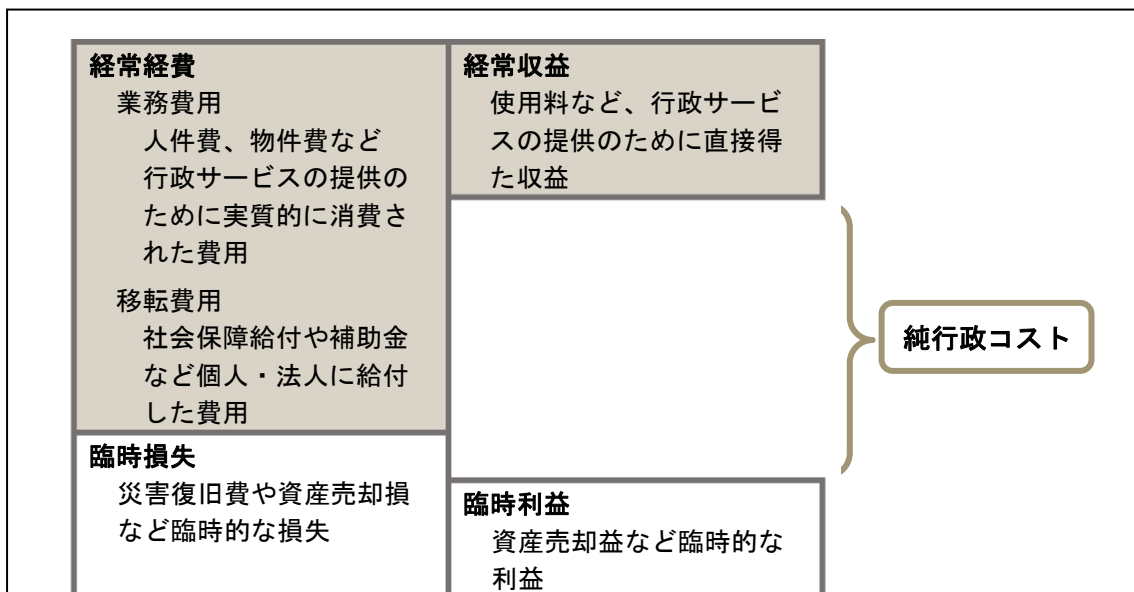 経常経費
業務費用
人件費、物件費など
行政サービスの提供の
ために実質的に消費さ
れた費用
移転費用
社会保障給付や補助金
など個人・法人に給付
した費用
臨時損失
災害復旧費や資産売却損
など臨時的な損失
経常収益
使用料など、行政サービ
スの提供のために直接得
た収益
臨時利益
資産売却益など臨時的な
利益
純行政コスト